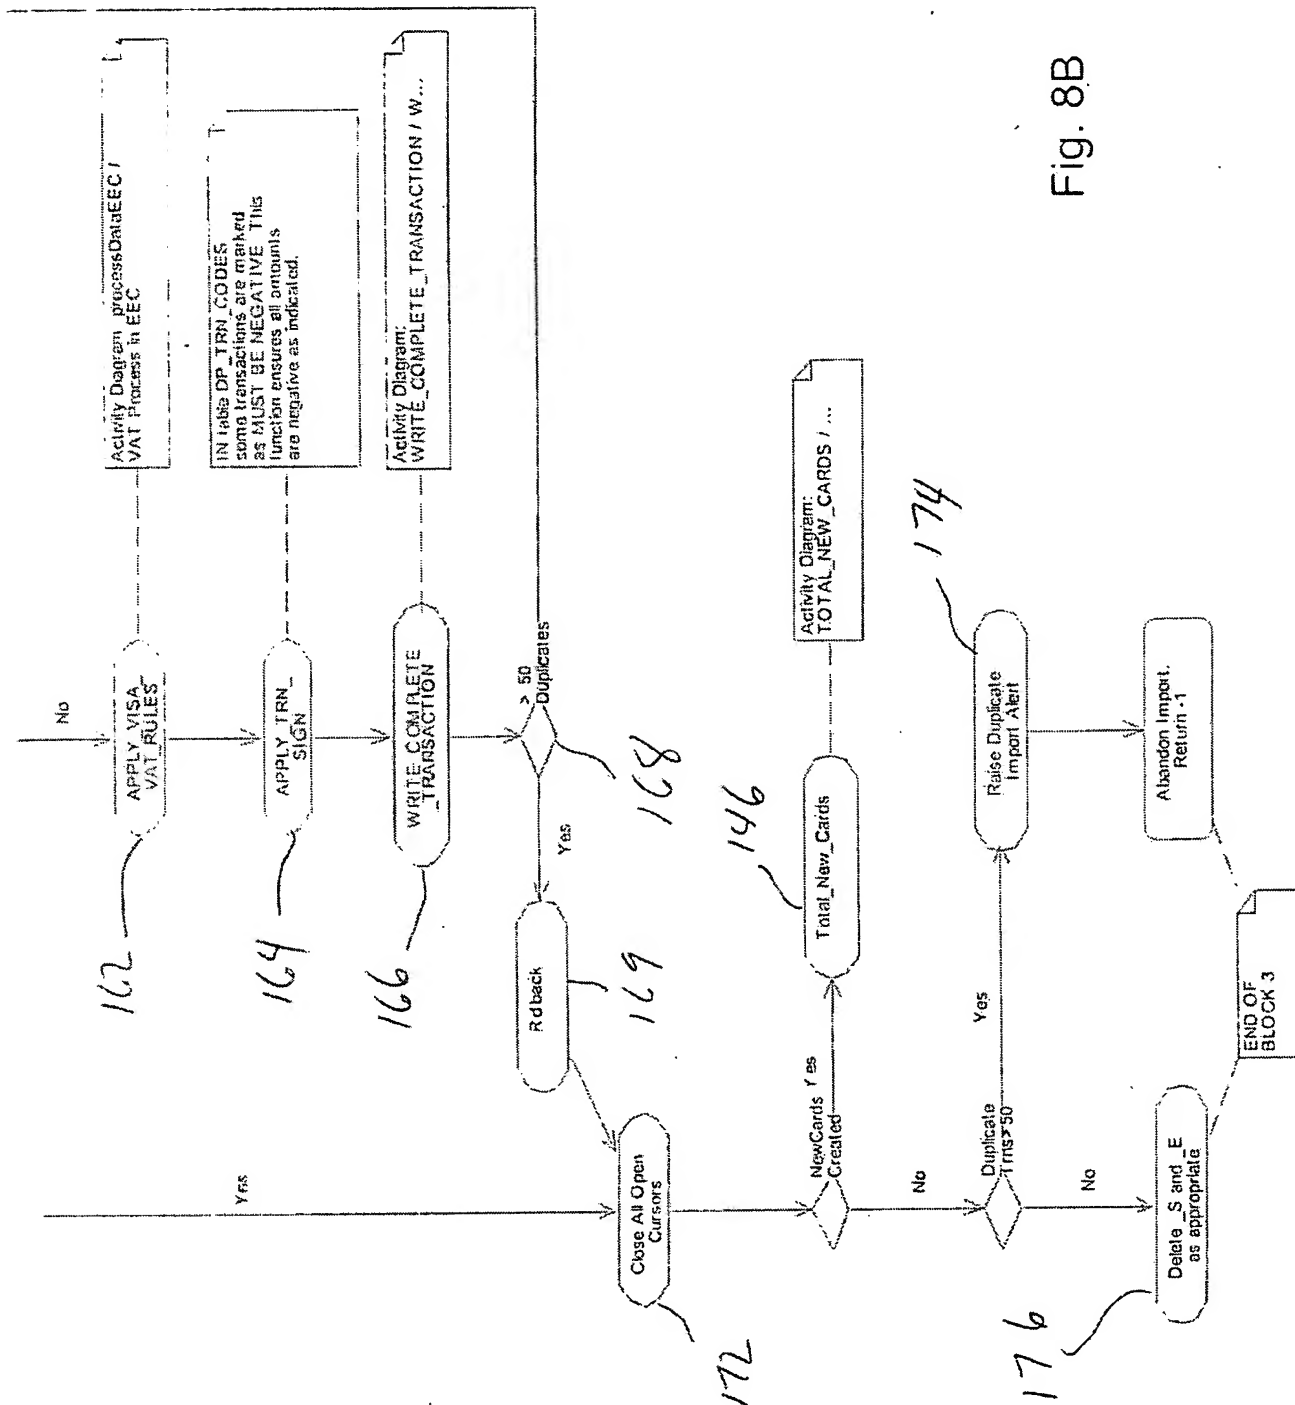 No
APPLY_VISA_
VAT_RULES
162
Activity Diagram processDataEEC /
VAT Process in EEC
APPLY_TRN_
SIGN
164
IN table DP_TRN_CODES
some transactions are marked
as MUST BE NEGATIVE This
function ensures all amounts
are negative as indicated.
WRITE_COMPLETE
_TRANSACTION
166
Activity Diagram:
WRITE_COMPLETE_TRANSACTION / W...
> 50
Duplicates
168
Yes
Rdback
169
Yes
Close All Open
Cursors
172
NewCards
Created
Yes
Total_New_Cards
146
Activity Diagram:
TOTAL_NEW_CARDS / ...
No
Duplicate
Trns>50
Yes
Raise Duplicate
Import Alert
174
Abandon Import.
Return -1
No
Delete _S and _E
as appropriate
176
END OF
BLOCK 3
Fig. 8B